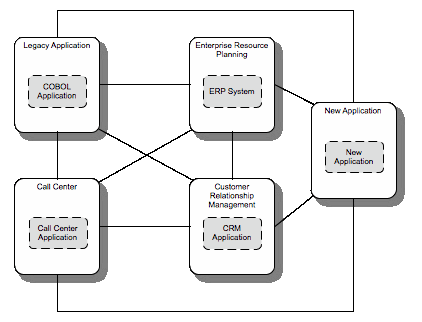 Legacy Application
COBOL
Application
Enterprise Resource
Planning
ERP System
New Application
New
Application
Call Center
Call Center
Application
Customer
Relationship
Management
CRM
Application